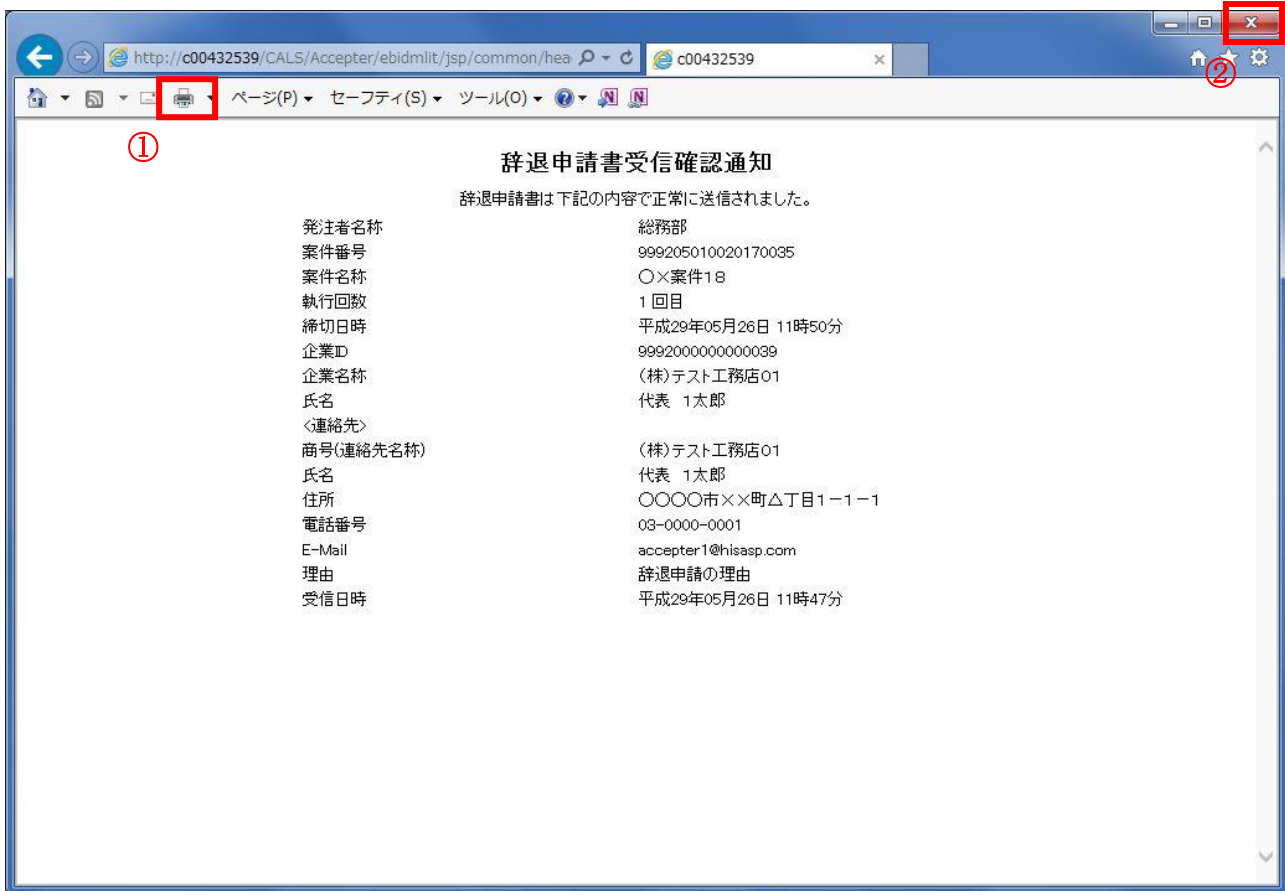 http://c00432539/CALS/Accepter/ebidmlit/jsp/common/hea
c00432539
②
ページ(P) セーフティ(S) ツール(O)
①
辞退申請書受信確認通知
辞退申請書は下記の内容で正常に送信されました。
発注者名称 総務部
案件番号 999205010020170035
案件名称 ○×案件18
執行回数 1回目
締切日時 平成29年05月26日 11時50分
企業ID 9992000000000039
企業名称 (株)テスト工務店01
氏名 代表 1太郎
<連絡先>
商号(連絡先名称) (株)テスト工務店01
氏名 代表 1太郎
住所 ○○○○市××町△丁目1-1-1
電話番号 03-0000-0001
E-Mail accepter1@hisasp.com
理由 辞退申請の理由
受信日時 平成29年05月26日 11時47分